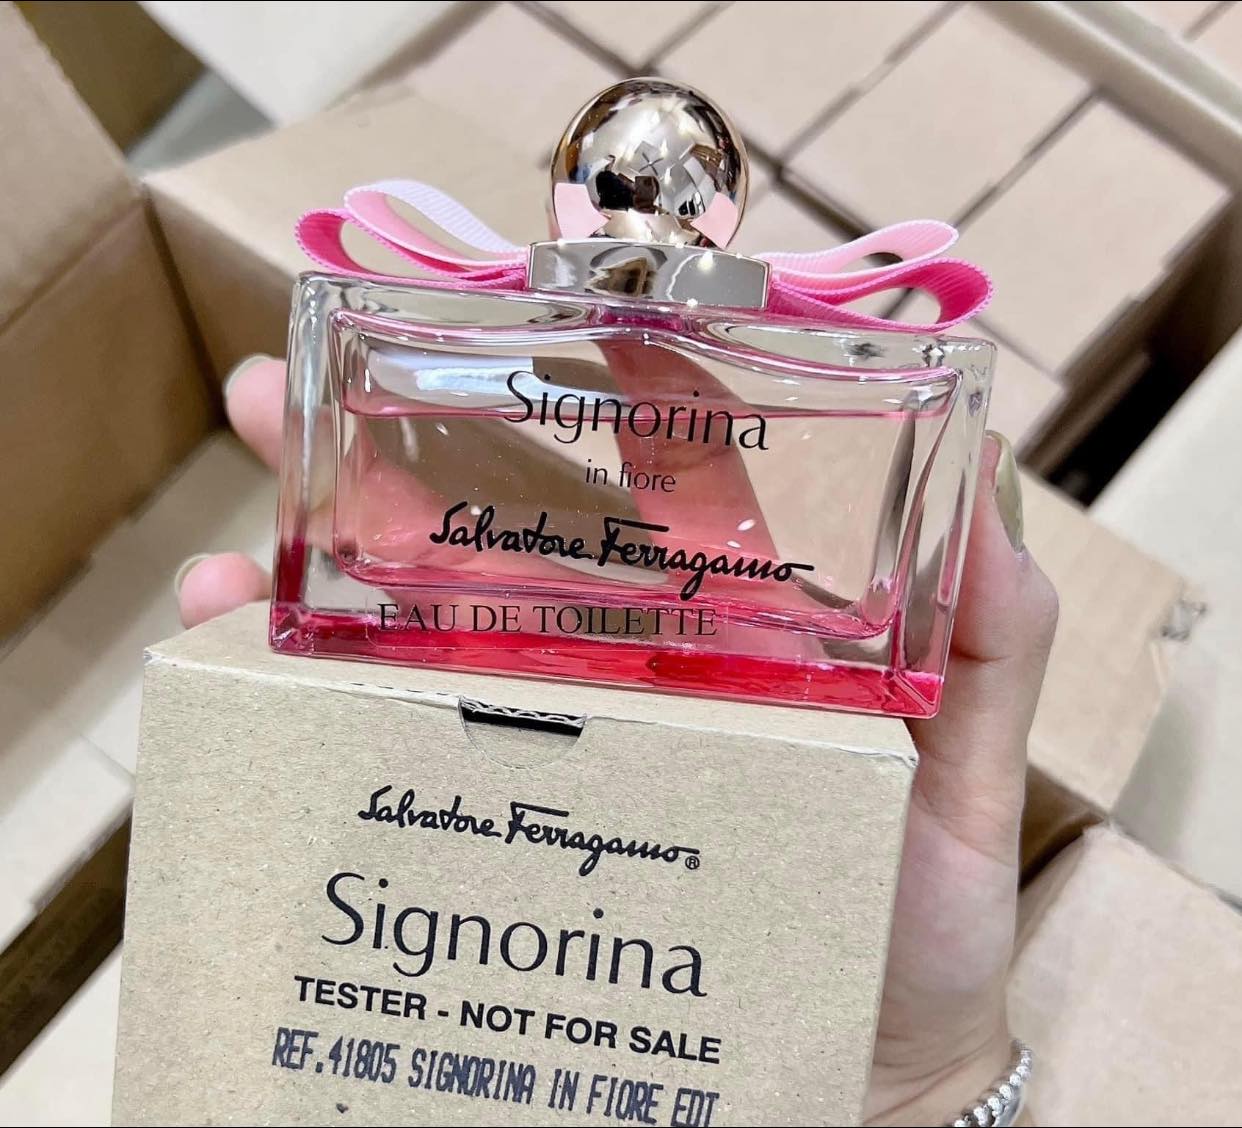 Signorina
in fiore
Salvatore Ferragamo
EAU DE TOILETTE
Salvatore Ferragamo®
Signorina
TESTER - NOT FOR SALE
REF.41805 SIGNORINA IN FIORE EDT